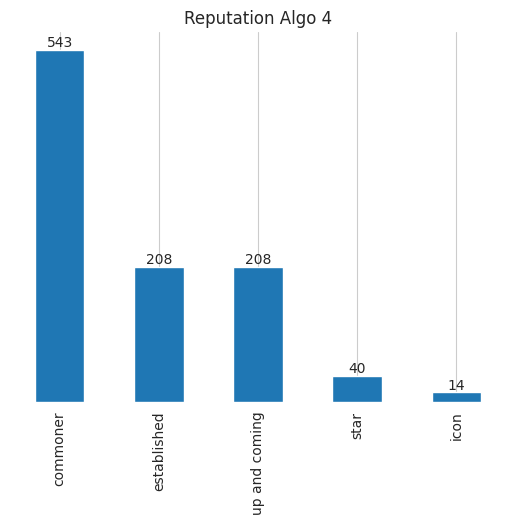 Reputation Algo 4
543
208
208
40
14
commoner
established
up and coming
star
icon